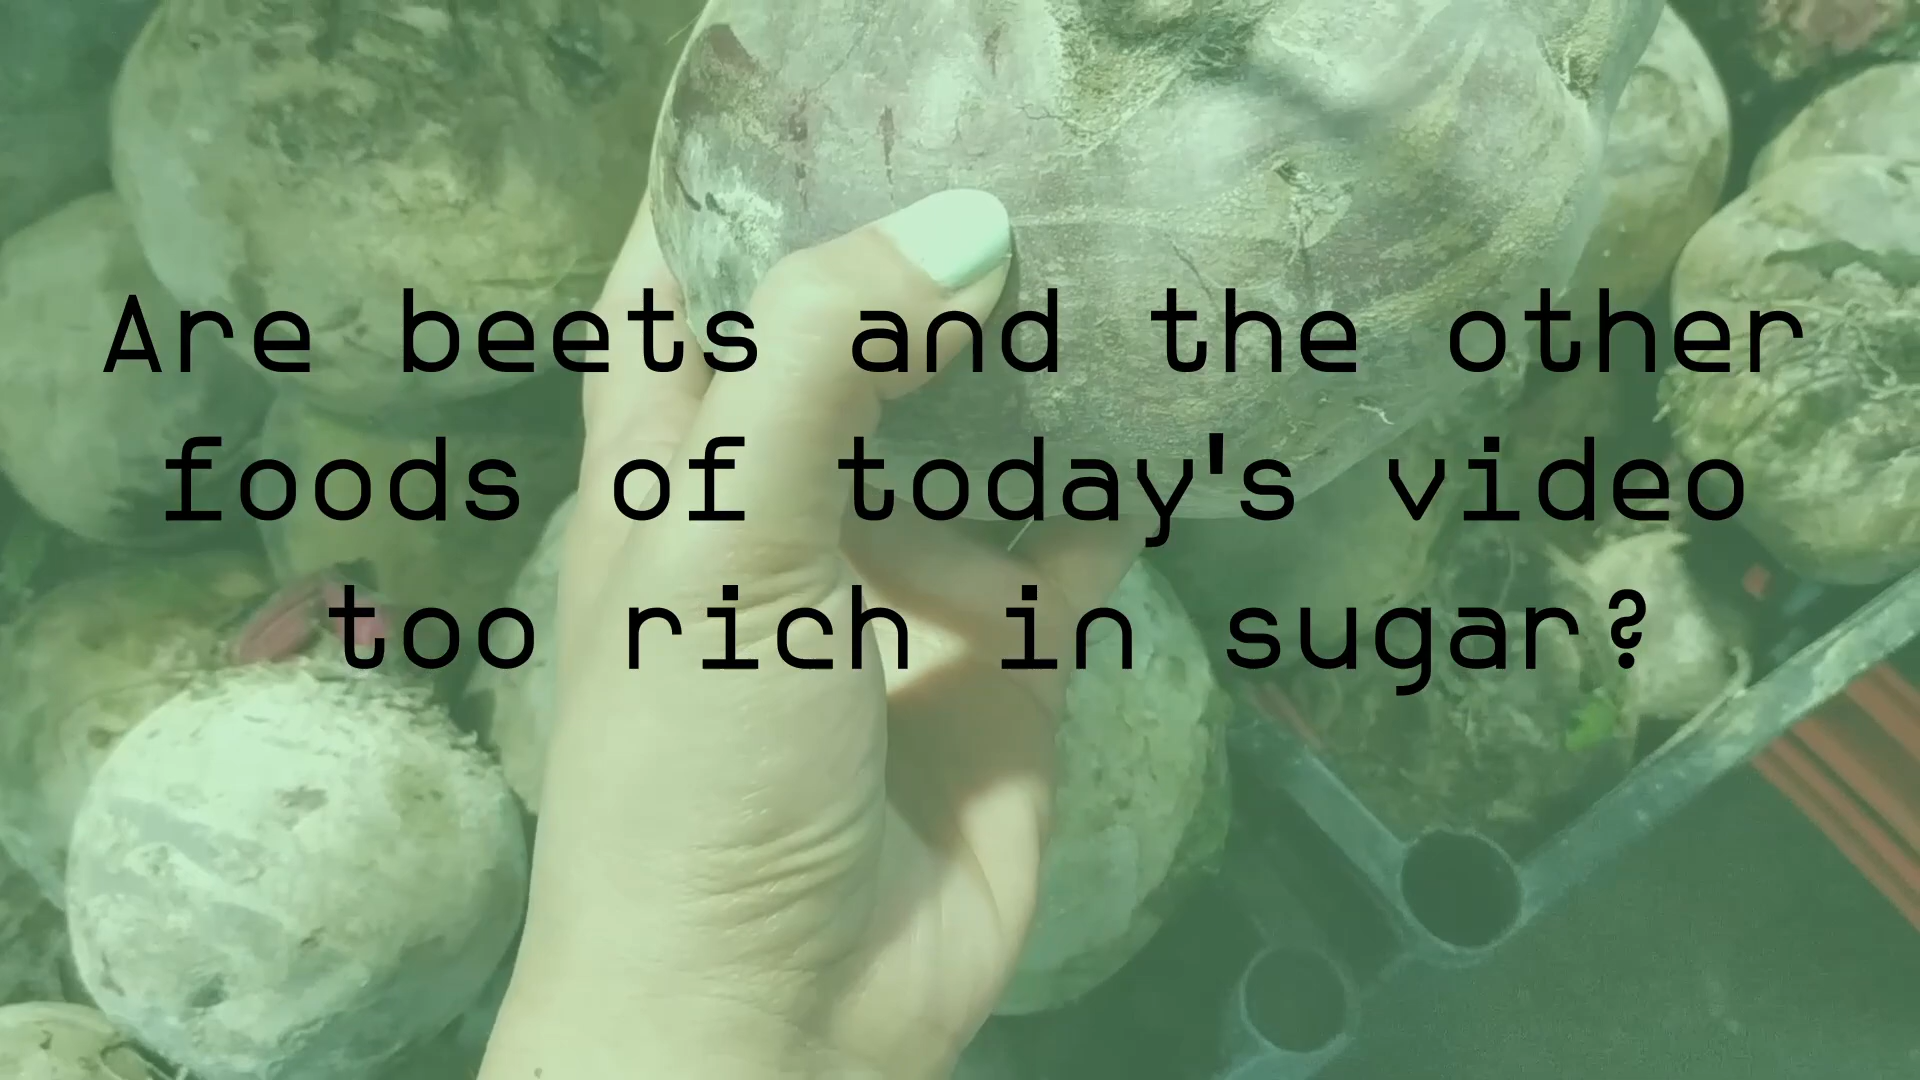 Are beets and the other
foods of today's video
too rich in sugar?